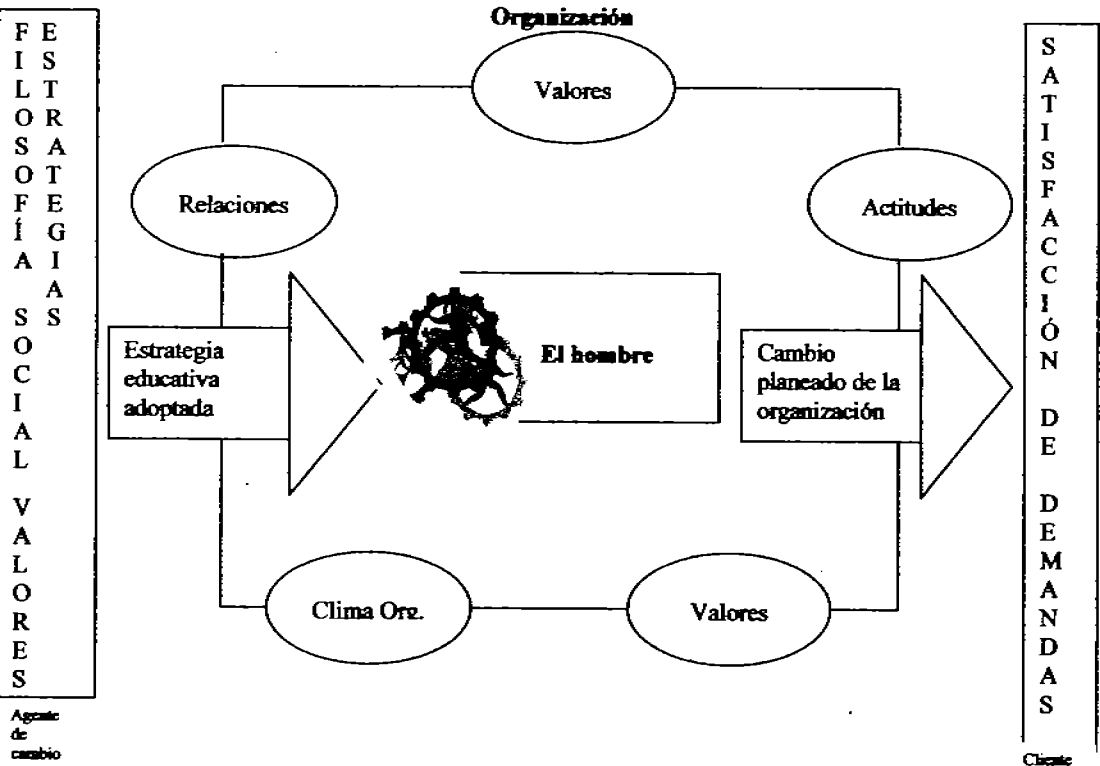 Organización
FILOSOFÍA SOCIAL VALORES
ESTRATEGIAS
Valores
Relaciones
Actitudes
Estrategia
educativa
adoptada
El hombre
Cambio
planeado de la
organización
Clima Org.
Valores
SATISFACCIÓN DE DEMANDAS
Agente
de
cambio
Cliente